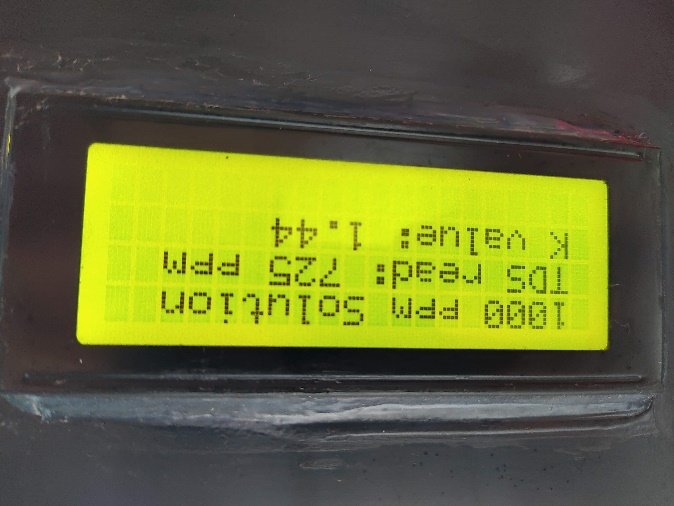 1000 PPM Solution
TDS read: 725 PPM
K value: 1.44